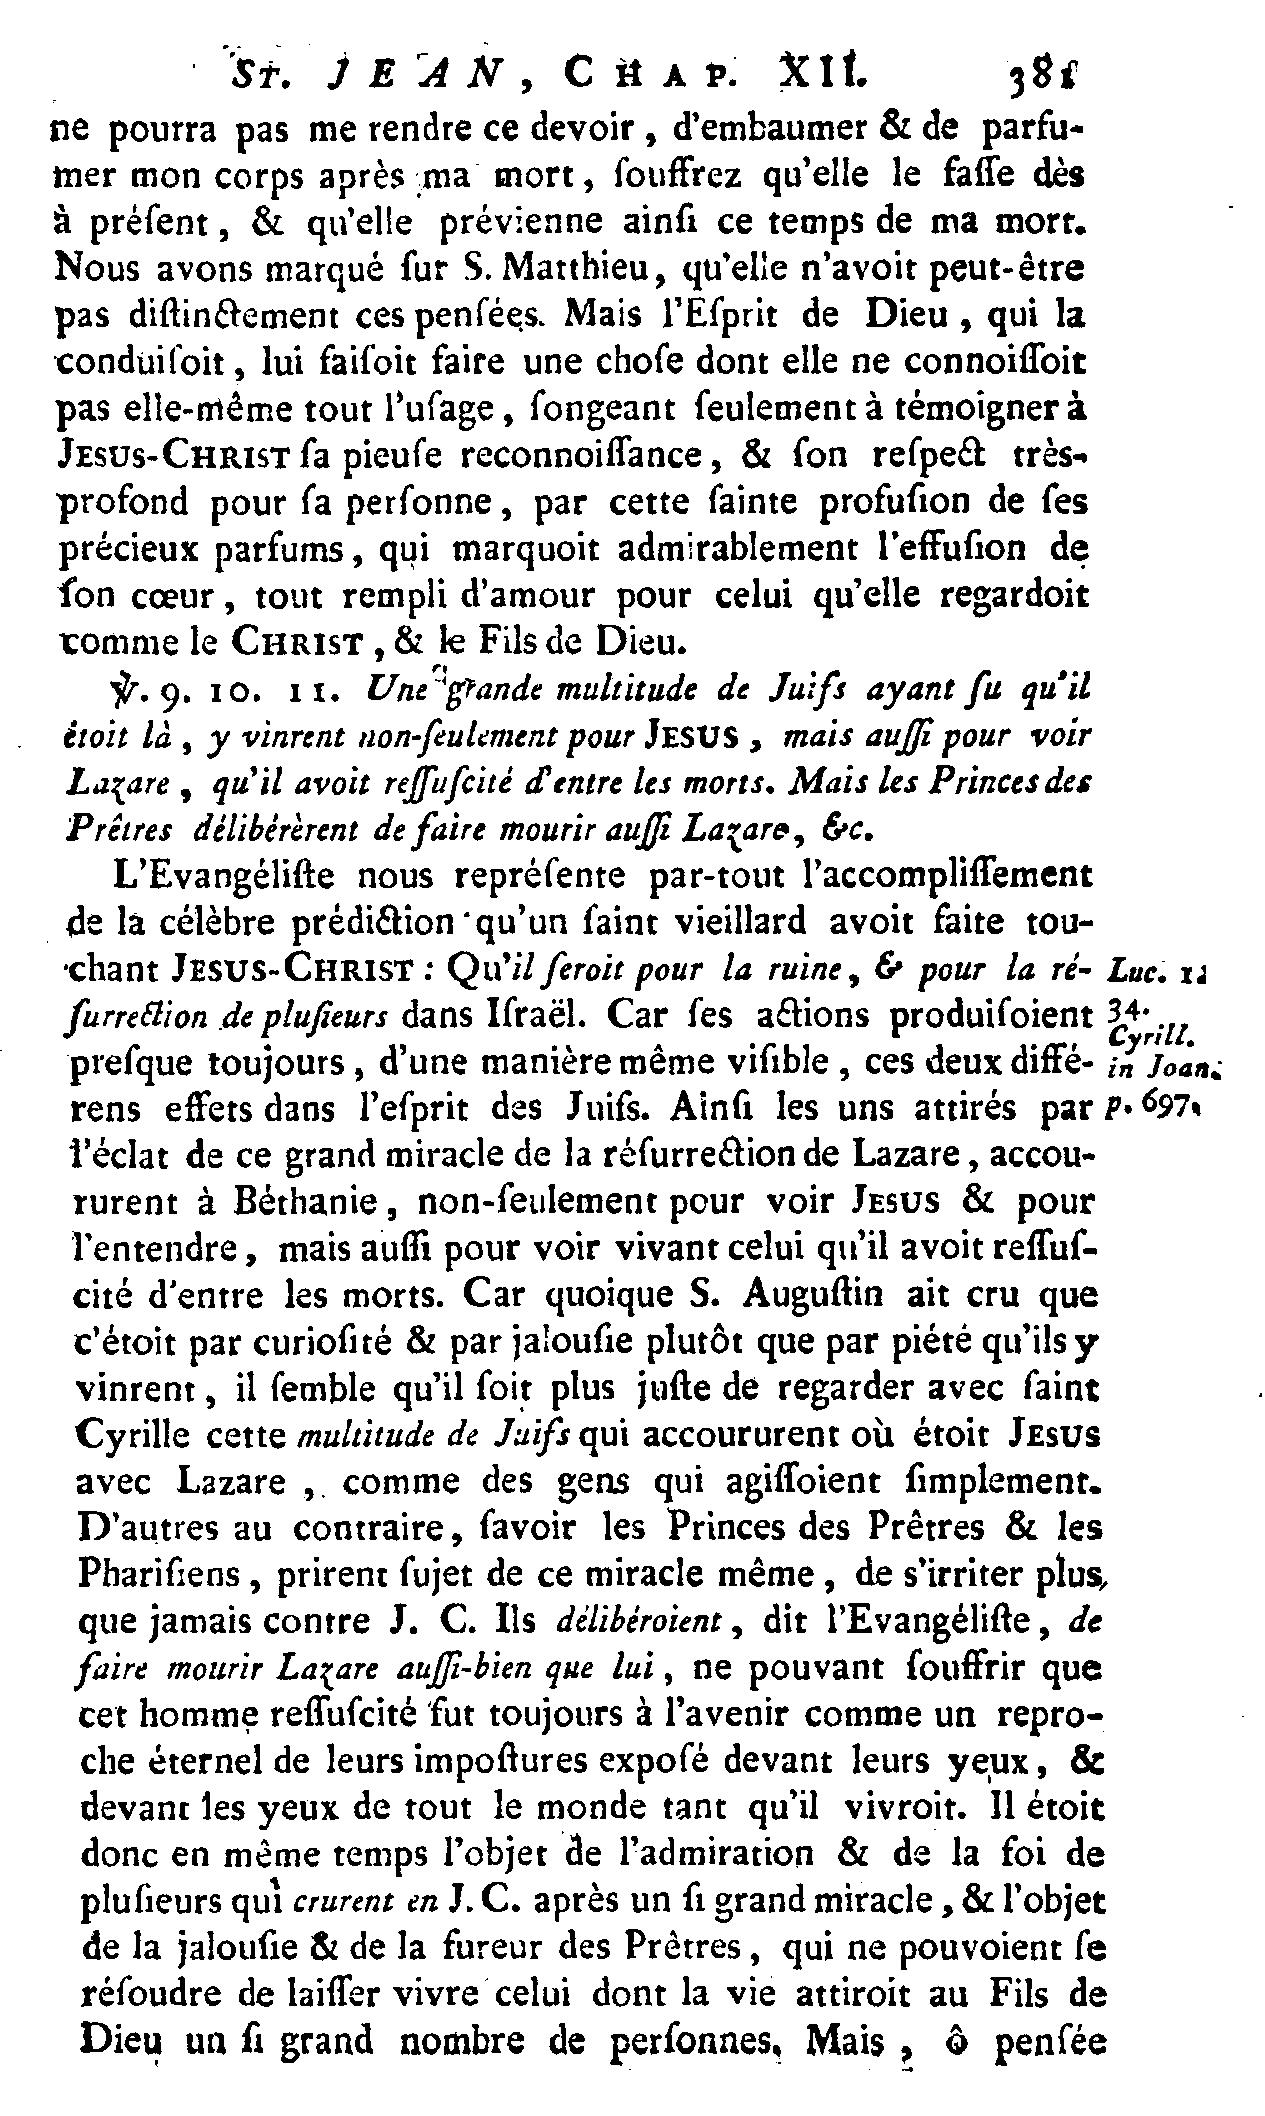 St. JEAN, CHAP. XII. 381
ne pourra pas me rendre ce devoir, d'embaumer & de parfu-
mer mon corps après ma mort, ſouffrez qu'elle le faſſe dès
à préſent, & qu'elle prévienne ainſi ce temps de ma mort.
Nous avons marqué ſur S. Matthieu, qu'elle n'avoit peut-être
pas diſtinctement ces penſées. Mais l'Eſprit de Dieu, qui la
conduiſoit, lui faiſoit faire une choſe dont elle ne connoiſſoit
pas elle-même tout l'uſage, ſongeant ſeulement à témoigner à
JESUS-CHRIST ſa pieuſe reconnoiſſance, & ſon reſpect très-
profond pour ſa perſonne, par cette ſainte profuſion de ſes
précieux parfums, qui marquoit admirablement l'effuſion de
ſon cœur, tout rempli d'amour pour celui qu'elle regardoit
comme le CHRIST, & le Fils de Dieu.
℣. 9. 10. 11. Une grande multitude de Juifs ayant ſu qu'il
étoit là, y vinrent non-ſeulement pour JESUS, mais auſſi pour voir
Lazare, qu'il avoit reſſuſcité d'entre les morts. Mais les Princes des
Prêtres délibérèrent de faire mourir auſſi Lazare, &c.
L'Evangéliſte nous repréſente par-tout l'accompliſſement
de la célèbre prédiction qu'un ſaint vieillard avoit faite tou-
chant JESUS-CHRIST : Qu'il ſeroit pour la ruine, & pour la ré-
ſurrection de pluſieurs dans Iſraël. Car ſes actions produiſoient
preſque toujours, d'une manière même viſible, ces deux diffé-
rens effets dans l'eſprit des Juifs. Ainſi les uns attirés par
l'éclat de ce grand miracle de la réſurrection de Lazare, accou-
rurent à Béthanie, non-ſeulement pour voir JESUS & pour
l'entendre, mais auſſi pour voir vivant celui qu'il avoit reſſuſ-
cité d'entre les morts. Car quoique S. Auguſtin ait cru que
c'étoit par curioſité & par jalouſie plutôt que par piété qu'ils y
vinrent, il ſemble qu'il ſoit plus juſte de regarder avec ſaint
Cyrille cette multitude de Juifs qui accoururent où étoit JESUS
avec Lazare, comme des gens qui agiſſoient ſimplement.
D'autres au contraire, ſavoir les Princes des Prêtres & les
Phariſiens, prirent ſujet de ce miracle même, de s'irriter plus
que jamais contre J. C. Ils délibéroient, dit l'Evangéliſte, de
faire mourir Lazare auſſi-bien que lui, ne pouvant ſouffrir que
cet homme reſſuſcité fut toujours à l'avenir comme un repro-
che éternel de leurs impoſtures expoſé devant leurs yeux, &
devant les yeux de tout le monde tant qu'il vivroit. Il étoit
donc en même temps l'objet de l'admiration & de la foi de
pluſieurs qui crurent en J. C. après un ſi grand miracle, & l'objet
de la jalouſie & de la fureur des Prêtres, qui ne pouvoient ſe
réſoudre de laiſſer vivre celui dont la vie attiroit au Fils de
Dieu un ſi grand nombre de perſonnes. Mais, ô penſée
Luc.
34.
Cyrill.
in Joan.
p. 697.